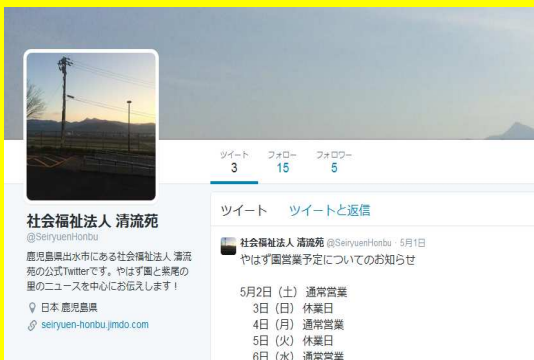 ツイート フォロー フォロワー
3 15 5
社会福祉法人 清流苑
@SeiryuenHonbu
鹿児島県出水市にある社会福祉法人 清流
苑の公式Twitterです。やはず園と紫尾の
里のニュースを中心にお伝えします！
日本 鹿児島県
seiryuen-honbu.jimdo.com
ツイート ツイートと返信
社会福祉法人 清流苑 @SeiryuenHonbu · 5月1日
やはず園営業予定についてのお知らせ
5月2日（土）通常営業
3日（日）休業日
4日（月）通常営業
5日（火）休業日
6日（水）通常営業